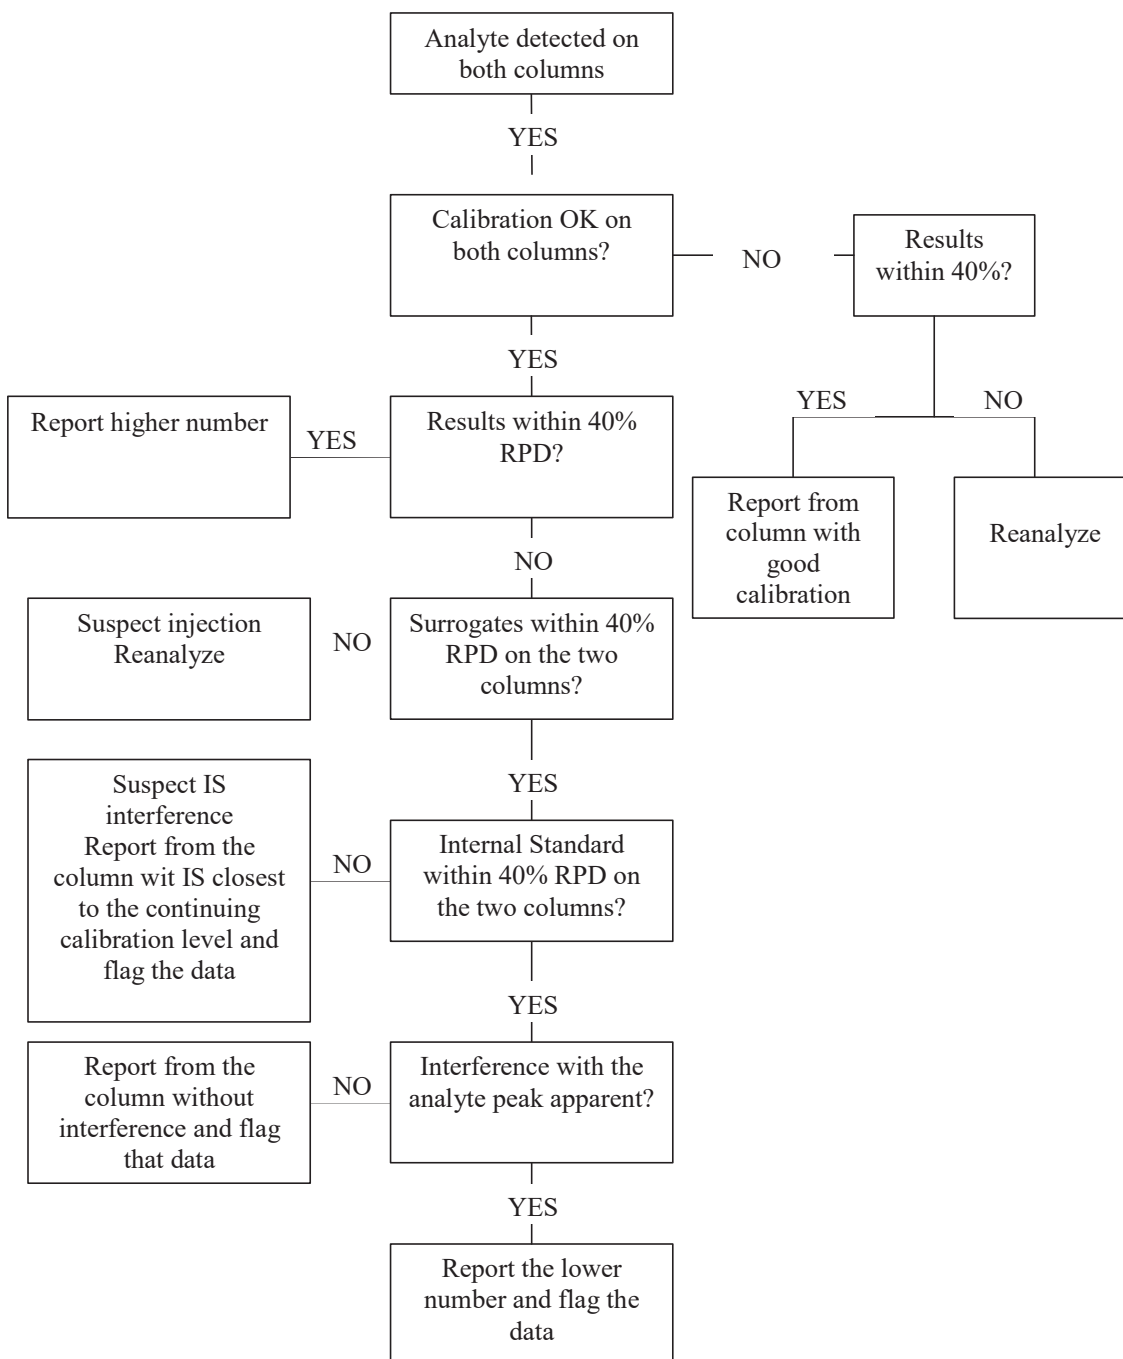 Analyte detected on
both columns
YES
Calibration OK on
both columns?
NO
Results
within 40%?
YES
YES
NO
Report higher number
YES
Results within 40%
RPD?
Report from
column with
good
calibration
Reanalyze
NO
Suspect injection
Reanalyze
NO
Surrogates within 40%
RPD on the two
columns?
YES
Suspect IS
interference
Report from the
column wit IS closest
to the continuing
calibration level and
flag the data
NO
Internal Standard
within 40% RPD on
the two columns?
YES
Report from the
column without
interference and flag
that data
NO
Interference with the
analyte peak apparent?
YES
Report the lower
number and flag the
data